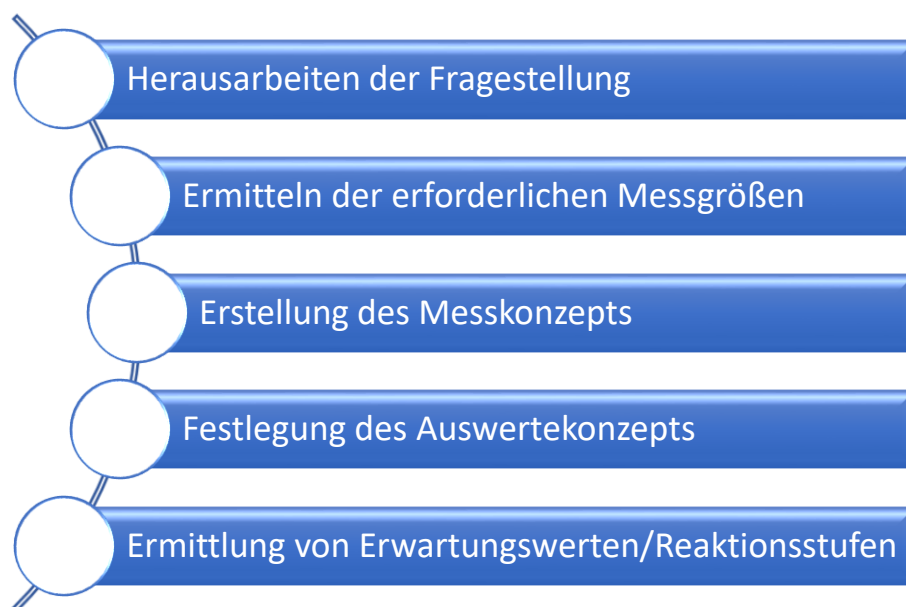 Herausarbeiten der Fragestellung
Ermitteln der erforderlichen Messgrößen
Erstellung des Messkonzepts
Festlegung des Auswertekonzepts
Ermittlung von Erwartungswerten/Reaktionsstufen